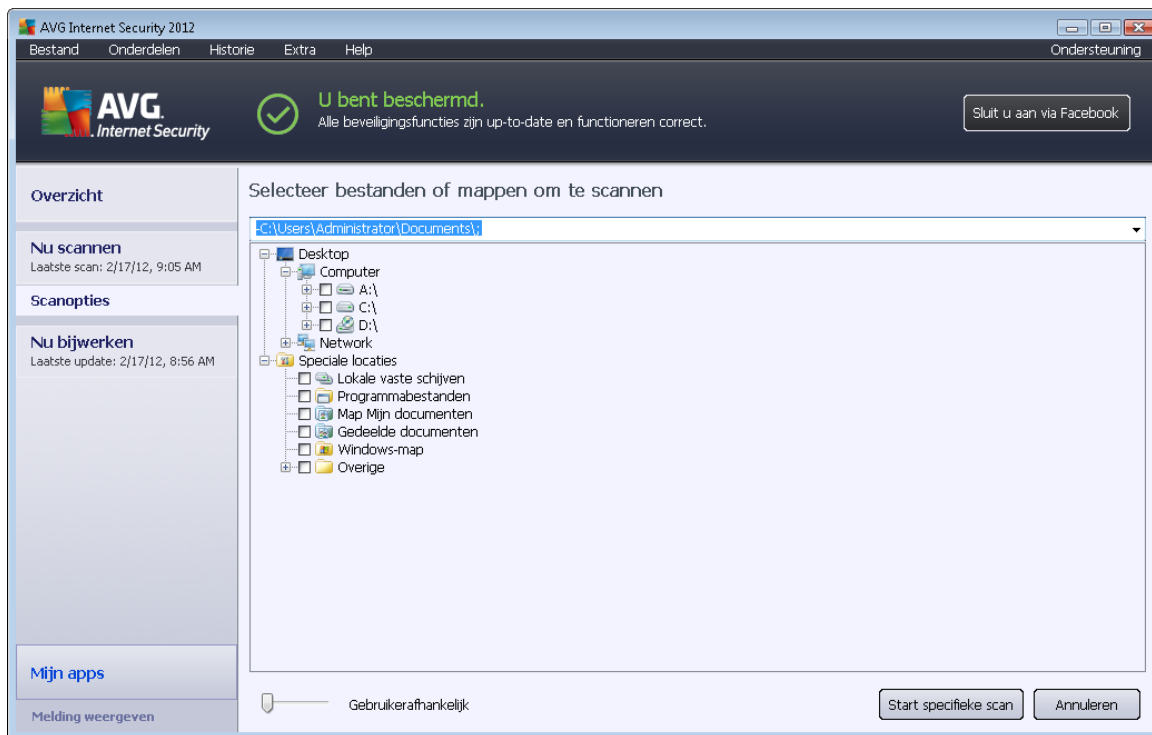 AVG Internet Security 2012
Bestand Onderdelen Historie Extra Help Ondersteuning
AVG.
Internet Security
U bent beschermd.
Alle beveiligingsfuncties zijn up-to-date en functioneren correct.
Sluit u aan via Facebook
Overzicht
Nu scannen
Laatste scan: 2/17/12, 9:05 AM
Scanopties
Nu bijwerken
Laatste update: 2/17/12, 8:56 AM
Mijn apps
Melding weergeven
Selecteer bestanden of mappen om te scannen
-C:\Users\Administrator\Documents\;
Desktop
Computer
A:\
C:\
D:\
Network
Speciale locaties
Lokale vaste schijven
Programmabestanden
Map Mijn documenten
Gedeelde documenten
Windows-map
Overige
Gebruikerafhankelijk
Start specifieke scan
Annuleren